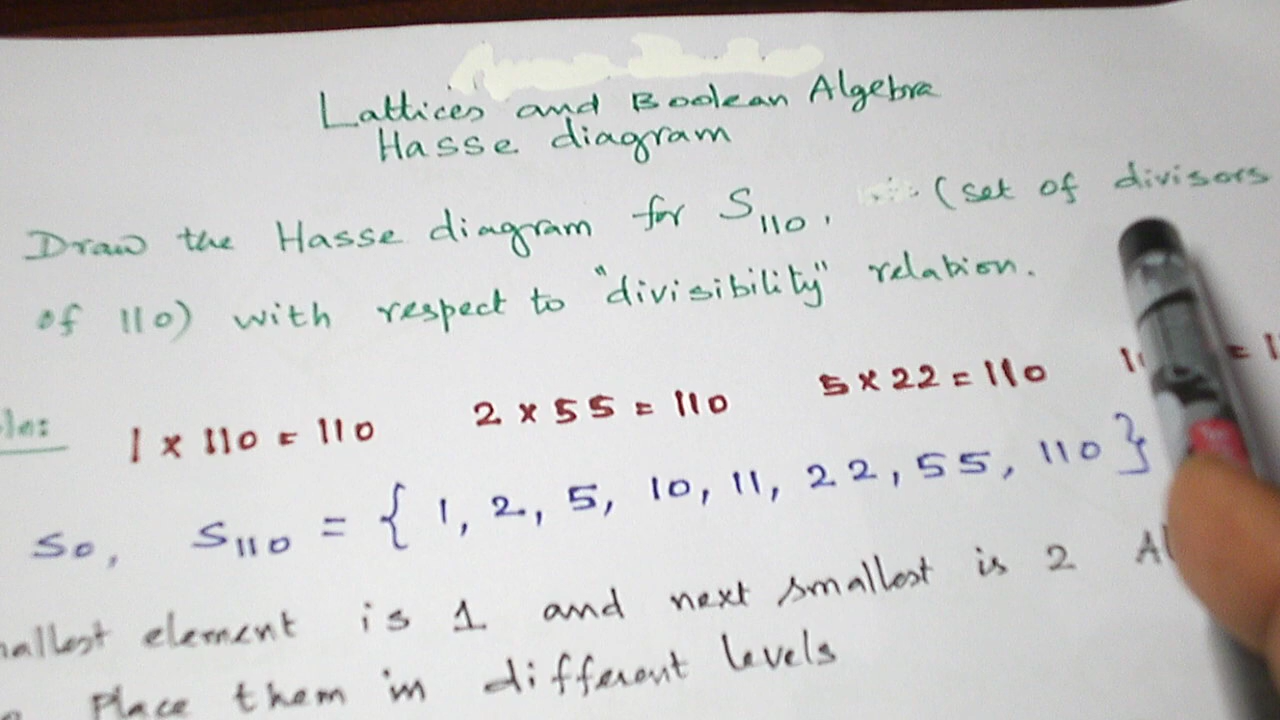 Lattices and Boolean Algebra
Hasse diagram
Draw the Hasse diagram for S110. (set of divisors
of 110) with respect to "divisibility" relation.
1 x 110 = 110 2 x 55 = 110 5 x 22 = 110
So, S110 = { 1, 2, 5, 10, 11, 22, 55, 110 }
element is 1 and next smallest is 2
Place them in different levels